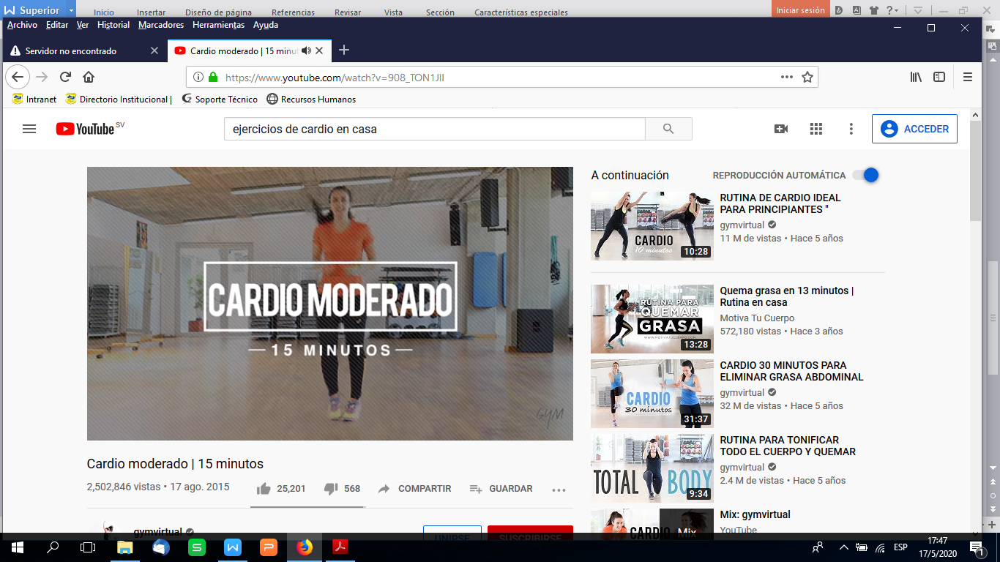 Superior
Inicio
Insertar
Diseño de página
Referencias
Revisar
Vista
Sección
Características especiales
Iniciar sesión
Archivo
Editar
Ver
Historial
Marcadores
Herramientas
Ayuda
Servidor no encontrado
Cardio moderado | 15 minut
https://www.youtube.com/watch?v=908_TON1JII
Intranet
Directorio Institucional |
Soporte Técnico
Recursos Humanos
YouTube SV
ejercicios de cardio en casa
ACCEDER
CARDIO MODERADO
15 MINUTOS
GYM
Cardio moderado | 15 minutos
2,502,846 vistas • 17 ago. 2015
25,201
568
COMPARTIR
GUARDAR
gymvirtual
UNIRSE
SUSCRIBIRSE
A continuación
REPRODUCCIÓN AUTOMÁTICA
CARDIO
10 minutos
10:28
RUTINA DE CARDIO IDEAL
PARA PRINCIPIANTES "
gymvirtual
11 M de vistas • Hace 5 años
RUTINA PARA
QUEMAR
GRASA
WWW.MOTIVATUCUERPO.COM
13:28
Quema grasa en 13 minutos |
Rutina en casa
Motiva Tu Cuerpo
572,180 vistas • Hace 3 años
CARDIO
30 minutos
31:37
CARDIO 30 MINUTOS PARA
ELIMINAR GRASA ABDOMINAL
gymvirtual
32 M de vistas • Hace 5 años
TOTAL BODY
9:34
RUTINA PARA TONIFICAR
TODO EL CUERPO Y QUEMAR
gymvirtual
2.4 M de vistas • Hace 5 años
CARDIO
Mix
Mix: gymvirtual
YouTube
ESP
17:47
17/5/2020
1